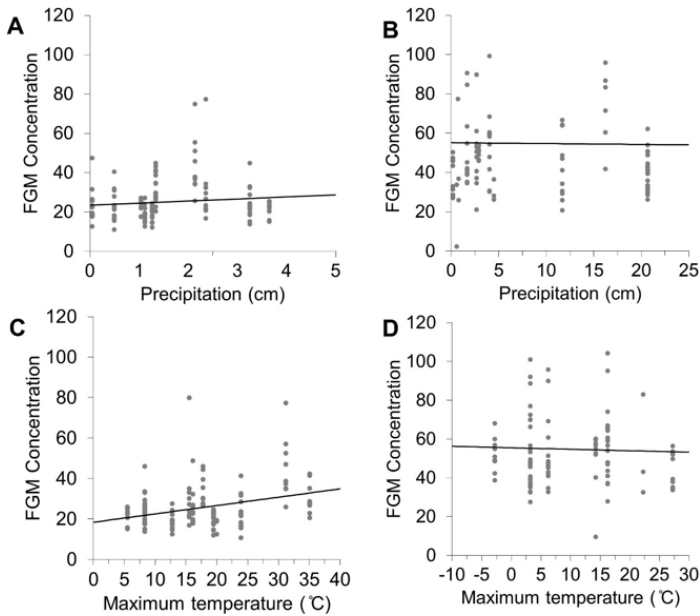 A
FGM Concentration
120
100
80
60
40
20
0
0 1 2 3 4 5
Precipitation (cm)
B
FGM Concentration
120
100
80
60
40
20
0
0 5 10 15 20 25
Precipitation (cm)
C
FGM Concentration
120
100
80
60
40
20
0
0 5 10 15 20 25 30 35 40
Maximum temperature (℃)
D
FGM Concentration
120
100
80
60
40
20
0
-10 -5 0 5 10 15 20 25 30
Maximum temperature (℃)